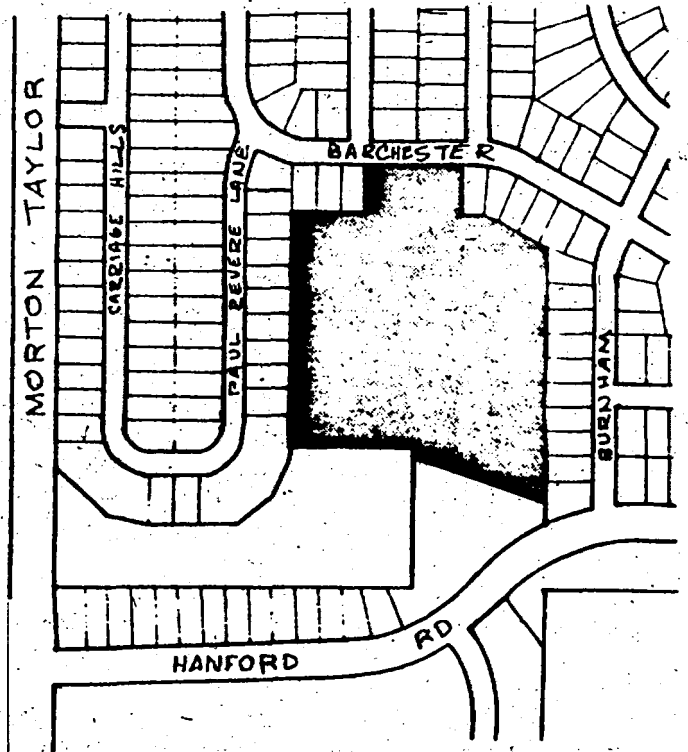 MORTON TAYLOR
CARRIAGE HILLS
PAUL REVERE LANE
BARCHESTER
BURNHAM
HANFORD RD